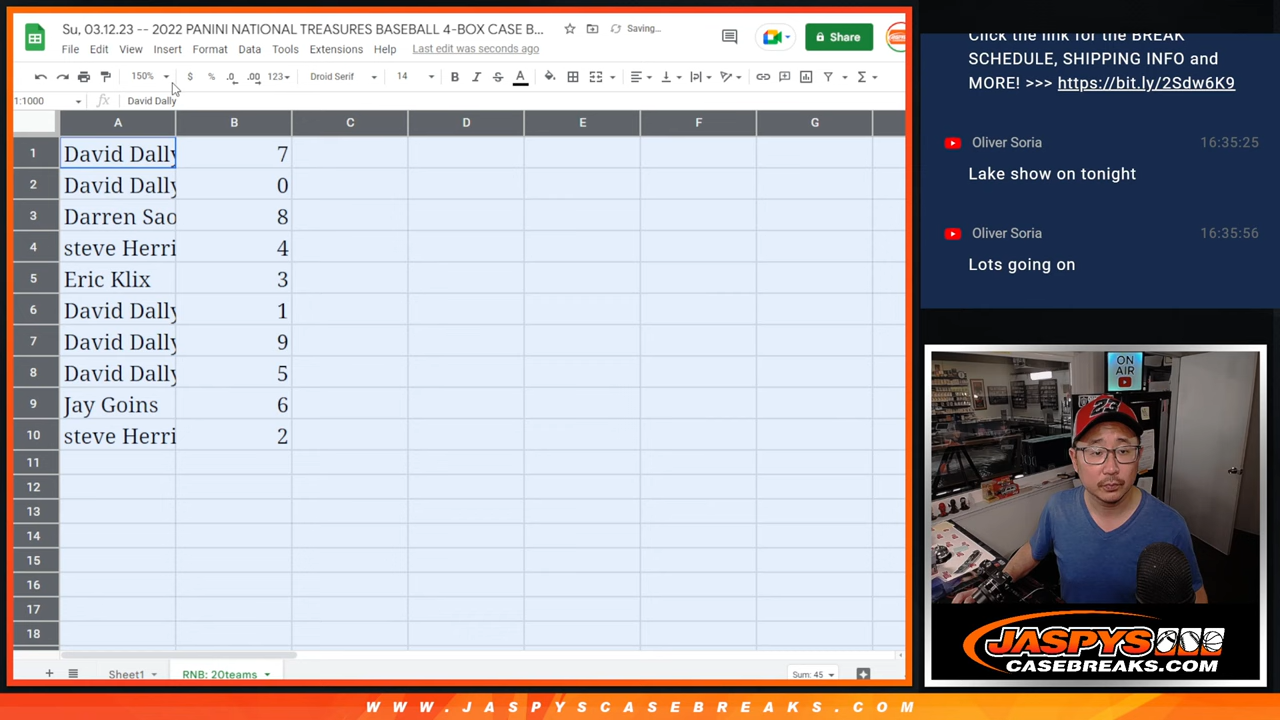 Su, 03.12.23 -- 2022 PANINI NATIONAL TREASURES BASEBALL 4-BOX CASE B...
Saving...
File Edit View Insert Format Data Tools Extensions Help Last edit was seconds ago
Share
150% $ % .0 .00 123 Droid Serif 14 B I S A
1:1000 fx David Dally
A B C D E F G
1 David Dally 7
2 David Dally 0
3 Darren Sao 8
4 steve Herri 4
5 Eric Klix 3
6 David Dally 1
7 David Dally 9
8 David Dally 5
9 Jay Goins 6
10 steve Herri 2
11
12
13
14
15
16
17
18
Sheet1 RNB: 20teams Sum: 45
Click the link for the BREAK
SCHEDULE, SHIPPING INFO and
MORE! >>> https://bit.ly/2Sdw6K9
Oliver Soria 16:35:25
Lake show on tonight
Oliver Soria 16:35:56
Lots going on
ON
AIR
JASPYS
CASEBREAKS.COM
WWW.JASPYSCASEBREAKS.COM